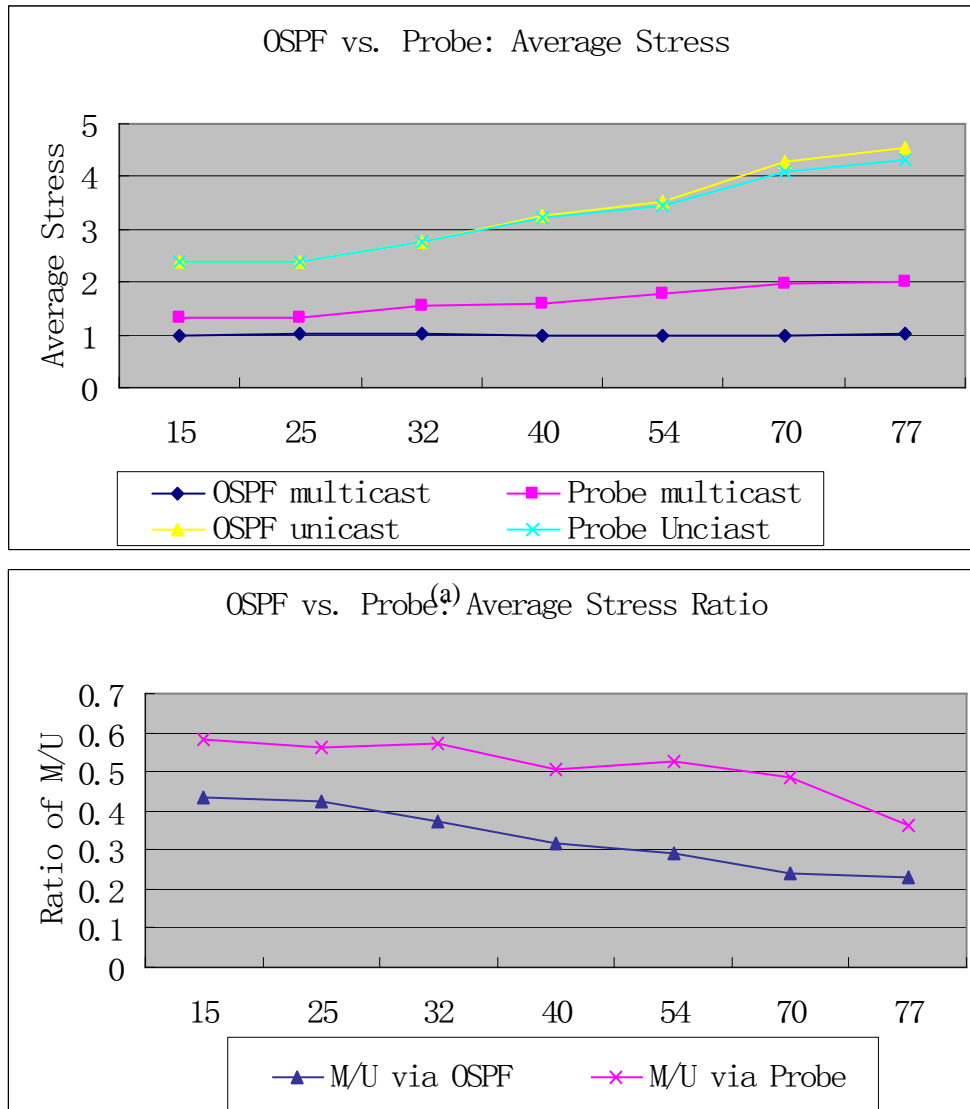 OSPF vs. Probe: Average Stress
Average Stress
5
4
3
2
1
0
15 25 32 40 54 70 77
OSPF multicast Probe multicast
OSPF unicast Probe Unciast
(a)
OSPF vs. Probe: Average Stress Ratio
Ratio of M/U
0.7
0.6
0.5
0.4
0.3
0.2
0.1
0
15 25 32 40 54 70 77
M/U via OSPF M/U via Probe